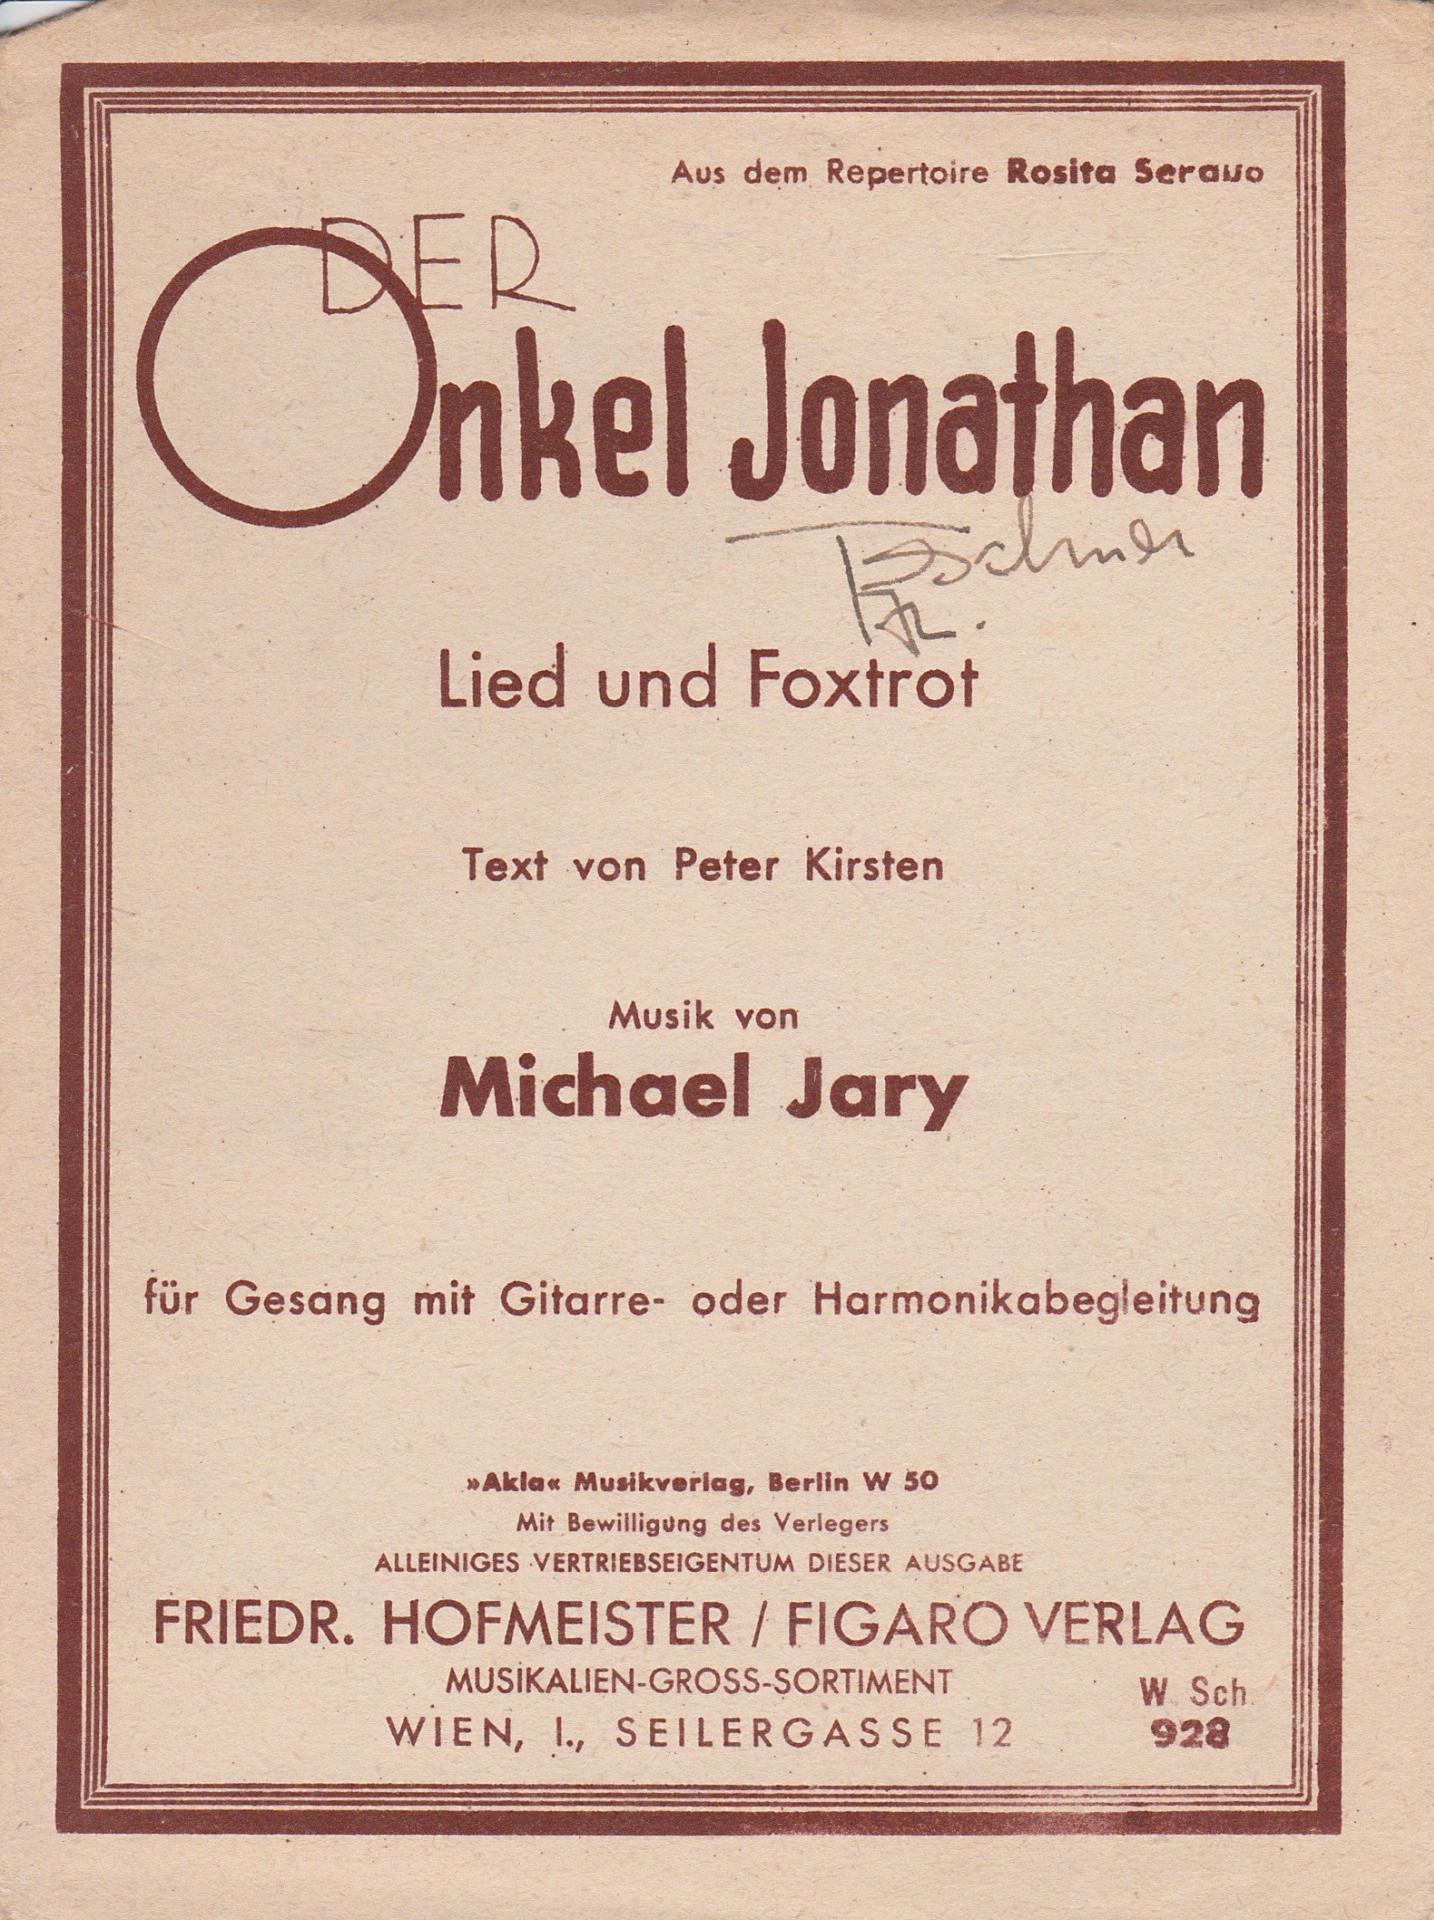 Aus dem Repertoire Rosita Serano
DER
Onkel Jonathan
Lied und Foxtrot
Text von Peter Kirsten
Musik von
Michael Jary
für Gesang mit Gitarre- oder Harmonikabegleitung
»Akla« Musikverlag, Berlin W 50
Mit Bewilligung des Verlegers
ALLEINIGES VERTRIEBSEIGENTUM DIESER AUSGABE
FRIEDR. HOFMEISTER / FIGARO VERLAG
MUSIKALIEN-GROSS-SORTIMENT
WIEN, I., SEILERGASSE 12
W. Sch
928